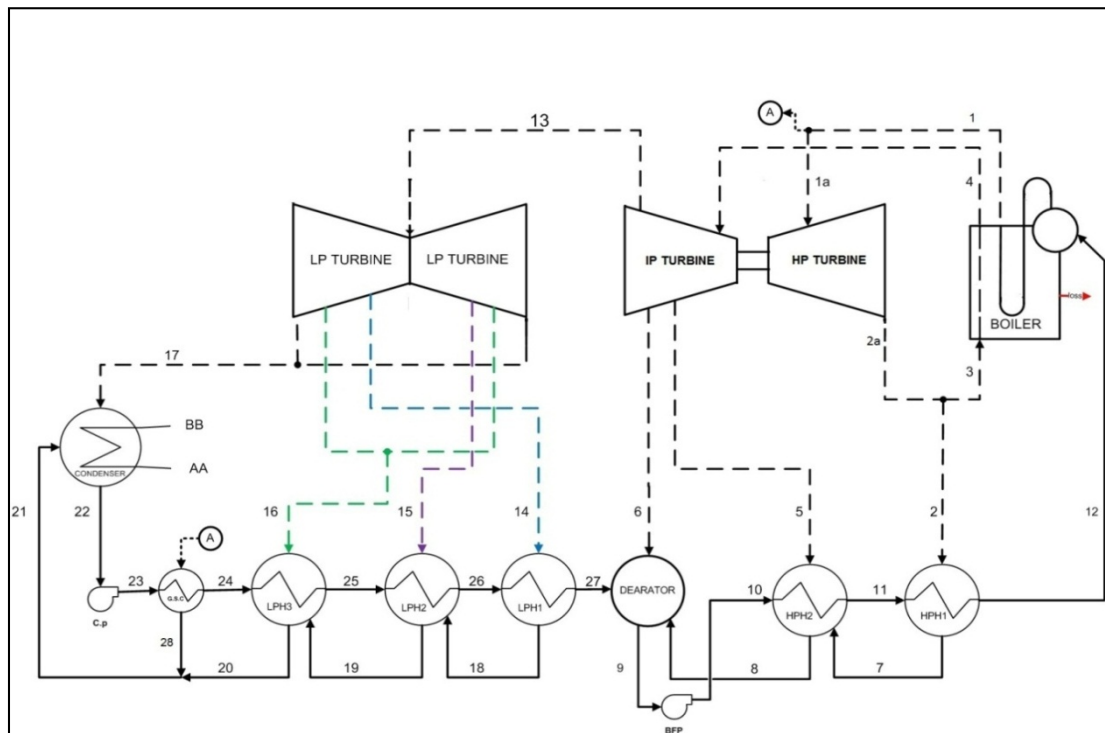 13
A
1
1a
4
LP TURBINE
LP TURBINE
IP TURBINE
HP TURBINE
loss
BOILER
2a
3
17
BB
CONDENSER
AA
21
22
16
15
14
6
5
2
12
A
23
G.S.C
24
LPH3
25
LPH2
26
LPH1
27
DEARATOR
10
HPH2
11
HPH1
C.p
28
20
19
18
9
8
7
BFP